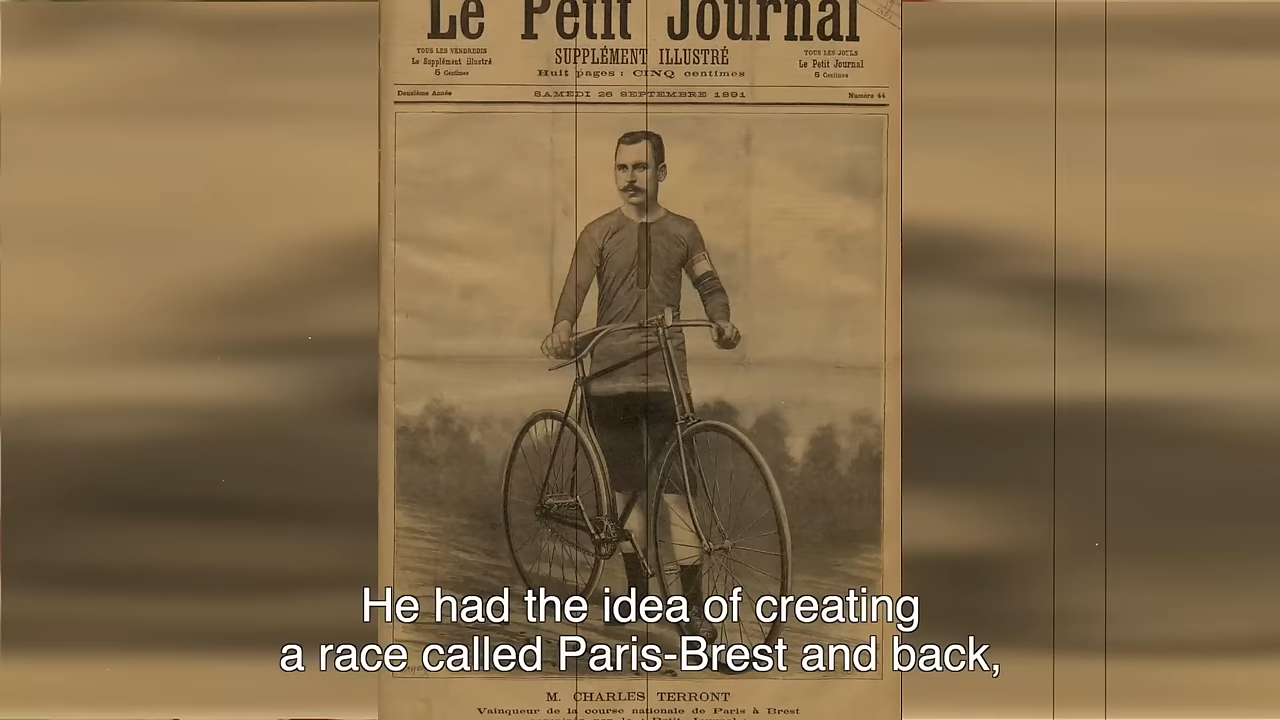 Le Petit Journal
TOUS LES VENDREDIS
Le Supplément illustré
5 Centimes
SUPPLÉMENT ILLUSTRÉ
Huit pages : CINQ centimes
TOUS LES JOURS
Le Petit Journal
5 Centimes
Deuxième Année
SAMEDI 26 SEPTEMBRE 1891
Numéro 44
He had the idea of creating
a race called Paris-Brest and back,
M. CHARLES TERRONT
Vainqueur de la course nationale de Paris à Brest